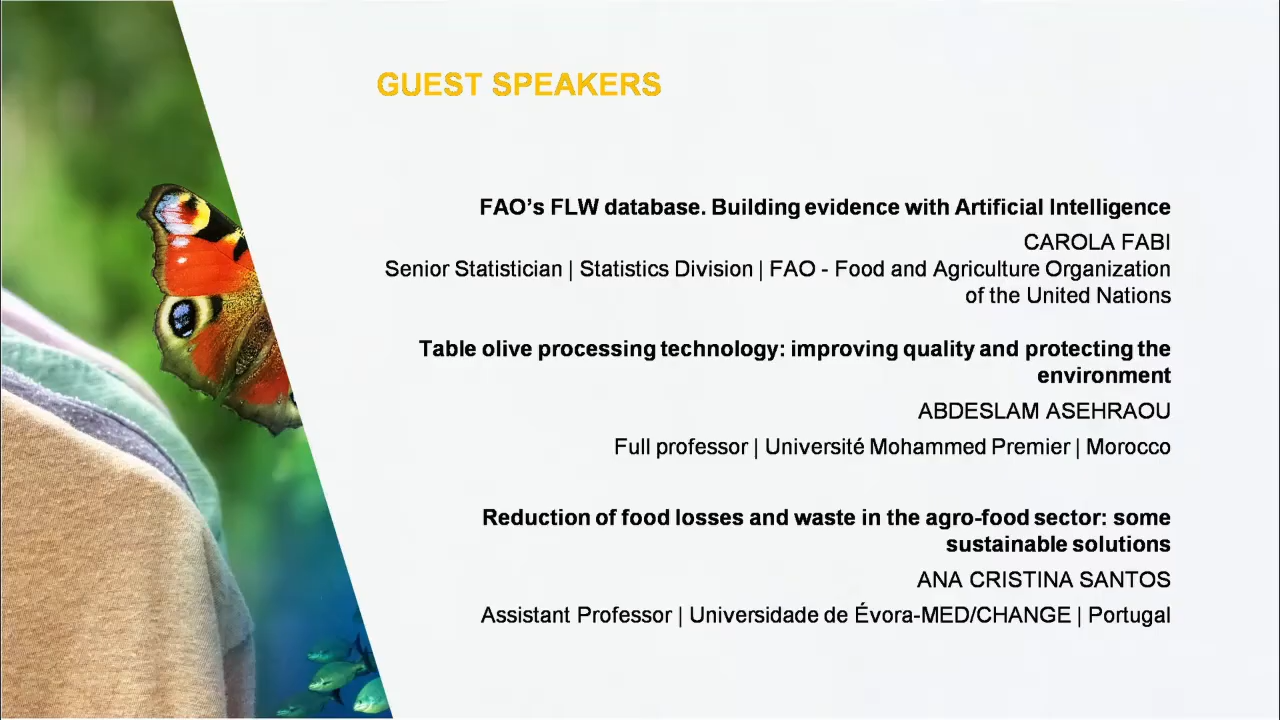 GUEST SPEAKERS
FAO’s FLW database. Building evidence with Artificial Intelligence
CAROLA FABI
Senior Statistician | Statistics Division | FAO - Food and Agriculture Organization
of the United Nations
Table olive processing technology: improving quality and protecting the
environment
ABDESLAM ASEHRAOU
Full professor | Université Mohammed Premier | Morocco
Reduction of food losses and waste in the agro-food sector: some
sustainable solutions
ANA CRISTINA SANTOS
Assistant Professor | Universidade de Évora-MED/CHANGE | Portugal